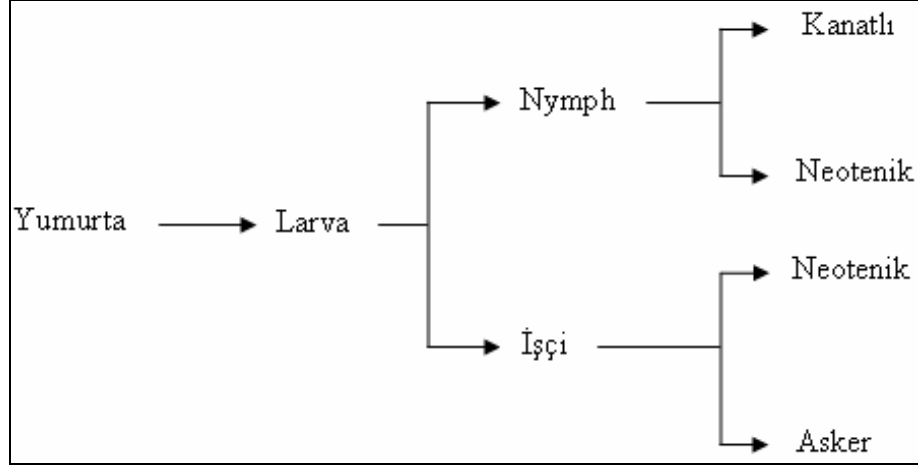 Kanatlı
Nymph
Neotenik
Yumurta
Larva
Neotenik
İşçi
Asker